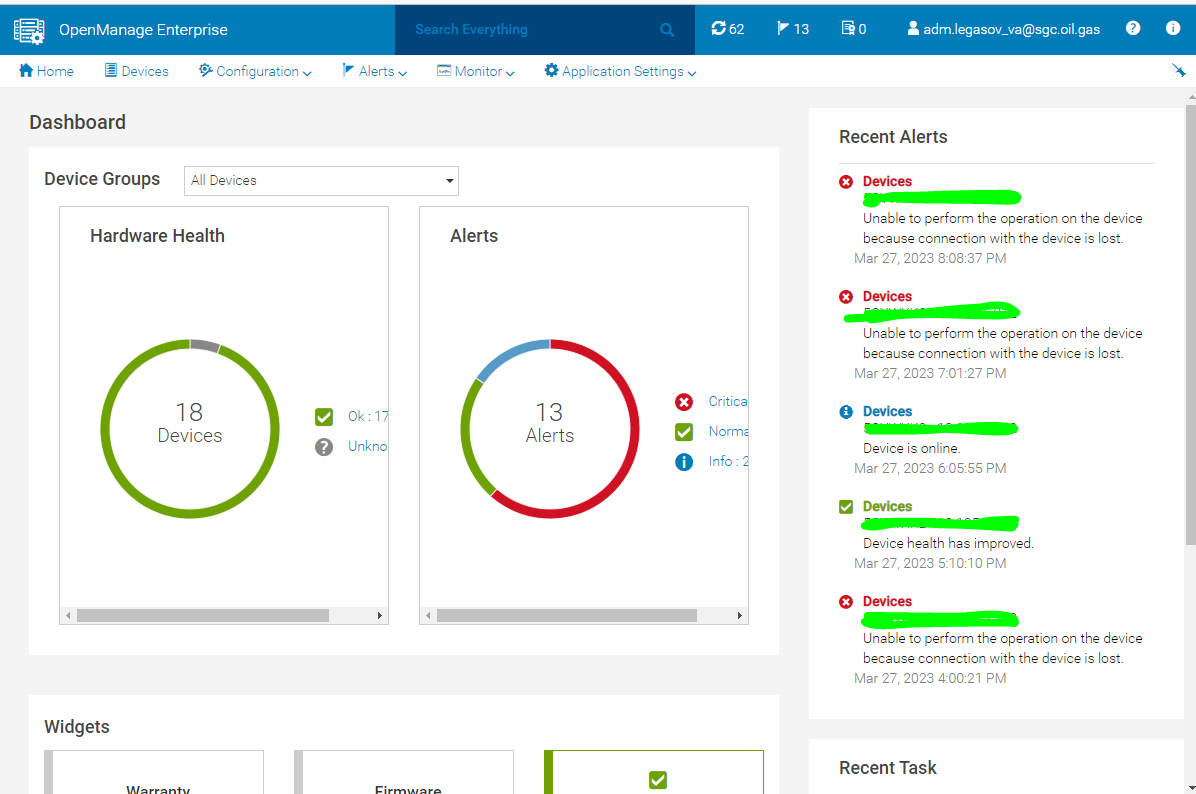 OpenManage Enterprise
Search Everything
62
13
0
adm.legasov_va@sgc.oil.gas
Home
Devices
Configuration
Alerts
Monitor
Application Settings
Dashboard
Device Groups
All Devices
Hardware Health
18
Devices
Ok : 17
Unkno
Alerts
13
Alerts
Critica
Norma
Info : 2
Widgets
Warranty
Firmware
Recent Alerts
Devices
Unable to perform the operation on the device
because connection with the device is lost.
Mar 27, 2023 8:08:37 PM
Devices
Unable to perform the operation on the device
because connection with the device is lost.
Mar 27, 2023 7:01:27 PM
Devices
Device is online.
Mar 27, 2023 6:05:55 PM
Devices
Device health has improved.
Mar 27, 2023 5:10:10 PM
Devices
Unable to perform the operation on the device
because connection with the device is lost.
Mar 27, 2023 4:00:21 PM
Recent Task